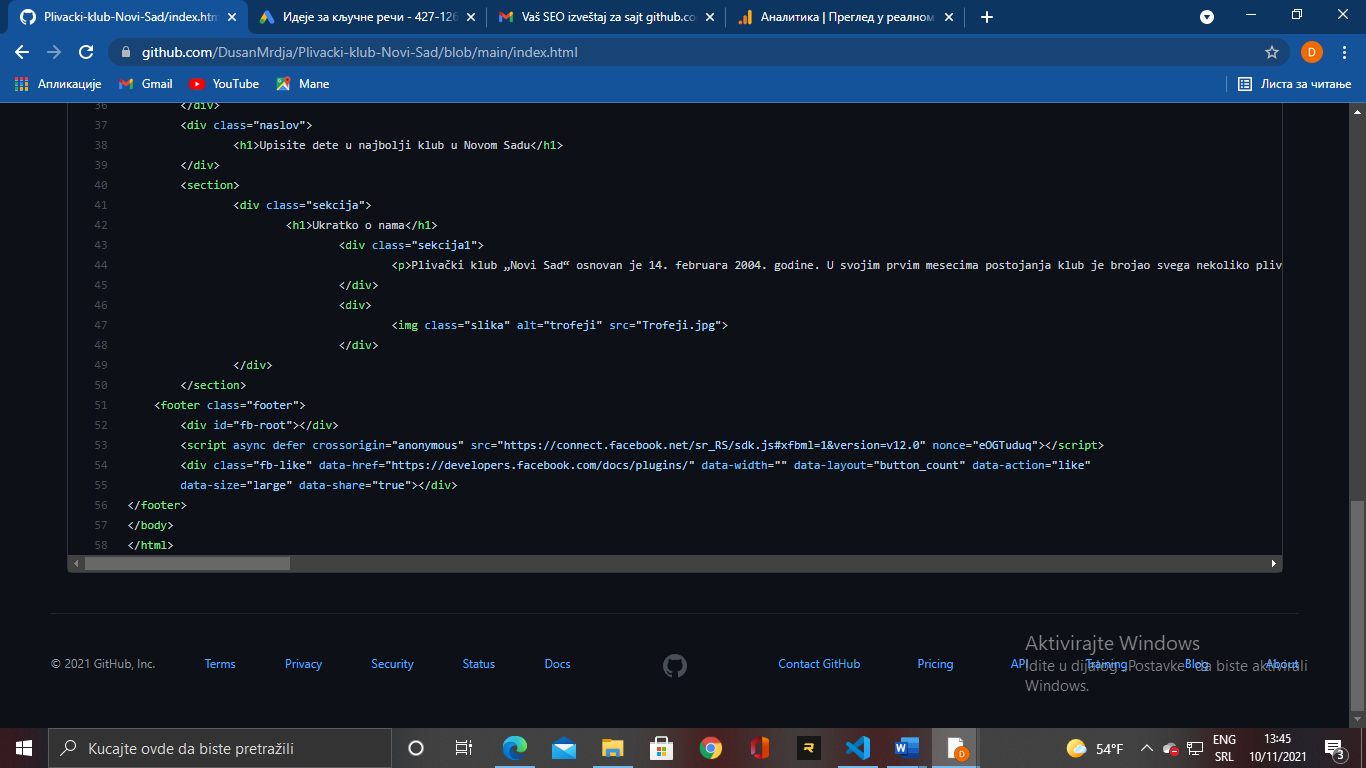 Plivacki-klub-Novi-Sad/index.htm
Идеје за кључне речи - 427-126
Vaš SEO izveštaj za sajt github.co
Аналитика | Преглед у реалном
github.com/DusanMrdja/Plivacki-klub-Novi-Sad/blob/main/index.html
D
Апликације
Gmail
YouTube
Мапе
Листа за читање
36 </div>
37 <div class="naslov">
38 <h1>Upisite dete u najbolji klub u Novom Sadu</h1>
39 </div>
40 <section>
41 <div class="sekcija">
42 <h1>Ukratko o nama</h1>
43 <div class="sekcija1">
44 <p>Plivački klub „Novi Sad“ osnovan je 14. februara 2004. godine. U svojim prvim mesecima postojanja klub je brojao svega nekoliko pliv
45 </div>
46 <div>
47 <img class="slika" alt="trofeji" src="Trofeji.jpg">
48 </div>
49 </div>
50 </section>
51 <footer class="footer">
52 <div id="fb-root"></div>
53 <script async defer crossorigin="anonymous" src="https://connect.facebook.net/sr_RS/sdk.js#xfbml=1&version=v12.0" nonce="eOGTuduq"></script>
54 <div class="fb-like" data-href="https://developers.facebook.com/docs/plugins/" data-width="" data-layout="button_count" data-action="like"
55 data-size="large" data-share="true"></div>
56 </footer>
57 </body>
58 </html>
© 2021 GitHub, Inc.
Terms
Privacy
Security
Status
Docs
Contact GitHub
Pricing
API
Training
Blog
About
Aktivirajte Windows
Idite u dijalog „Postavke“ da biste aktivirali
Windows.
Kucajte ovde da biste pretražili
54°F
ENG
SRL
13:45
10/11/2021
3